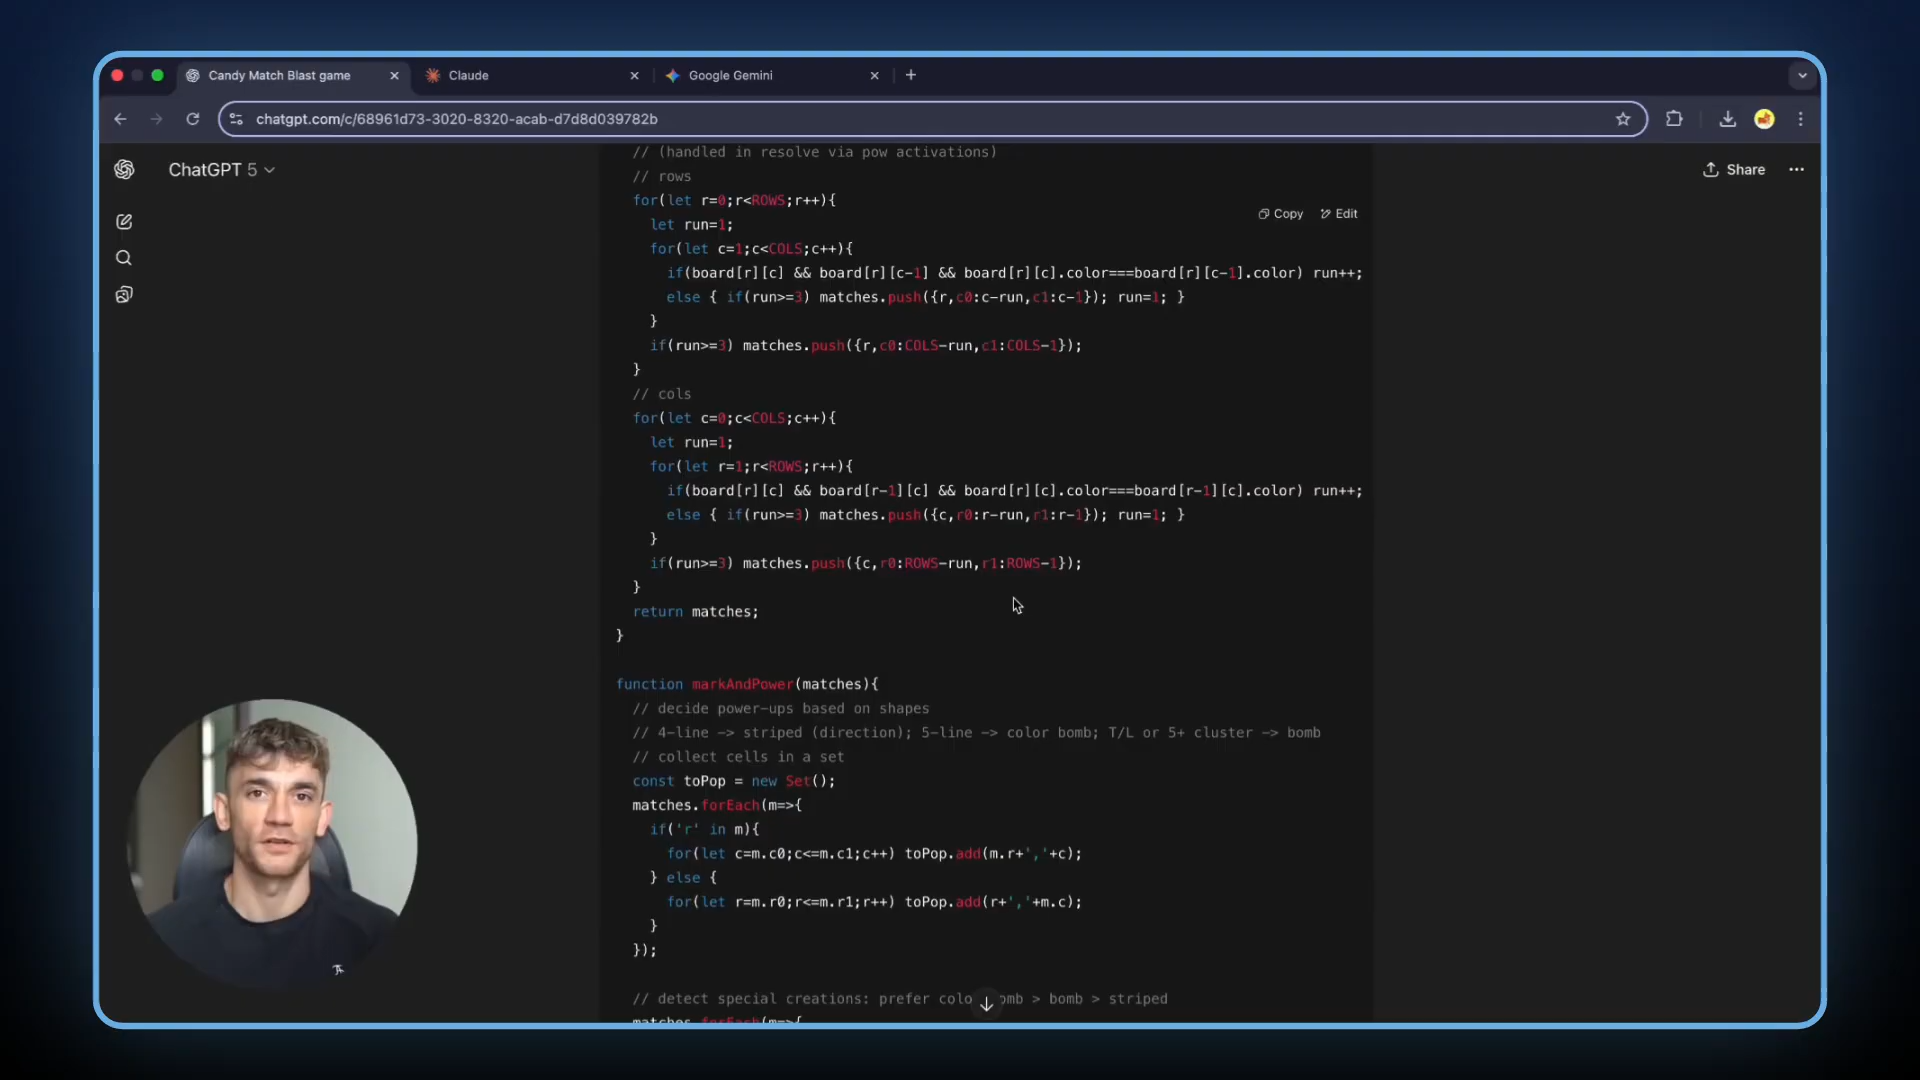 Candy Match Blast game
Claude
Google Gemini
chatgpt.com/c/68961d73-3020-8320-acab-d7d8d039782b
ChatGPT 5
Share
Copy
Edit
// (handled in resolve via pow activations)
// rows
for(let r=0;r<ROWS;r++){
let run=1;
for(let c=1;c<COLS;c++){
if(board[r][c] && board[r][c-1] && board[r][c].color===board[r][c-1].color) run++;
else { if(run>=3) matches.push({r,c0:c-run,c1:c-1}); run=1; }
}
if(run>=3) matches.push({r,c0:COLS-run,c1:COLS-1});
}
// cols
for(let c=0;c<COLS;c++){
let run=1;
for(let r=1;r<ROWS;r++){
if(board[r][c] && board[r-1][c] && board[r][c].color===board[r-1][c].color) run++;
else { if(run>=3) matches.push({c,r0:r-run,r1:r-1}); run=1; }
}
if(run>=3) matches.push({c,r0:ROWS-run,r1:ROWS-1});
}
return matches;
}
function markAndPower(matches){
// decide power-ups based on shapes
// 4-line -> striped (direction); 5-line -> color bomb; T/L or 5+ cluster -> bomb
// collect cells in a set
const toPop = new Set();
matches.forEach(m=>{
if('r' in m){
for(let c=m.c0;c<=m.c1;c++) toPop.add(m.r+','+c);
} else {
for(let r=m.r0;r<=m.r1;r++) toPop.add(r+','+m.c);
}
});
// detect special creations: prefer colo omb > bomb > striped
matches.forEach(m=>{